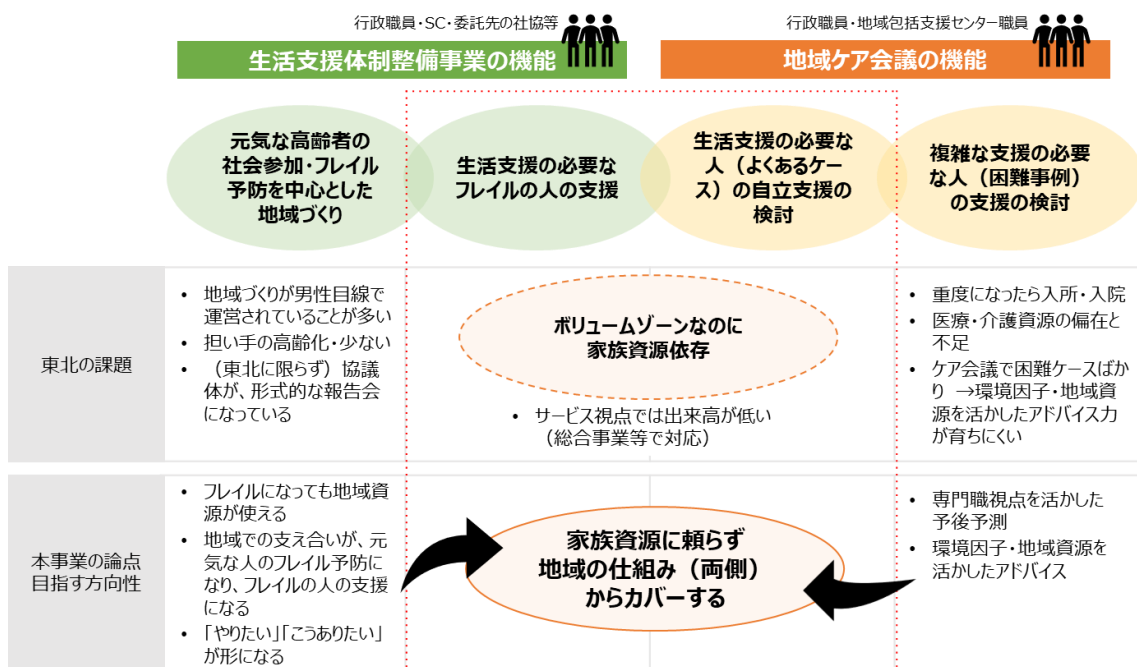 行政職員・SC・委託先の社協等
生活支援体制整備事業の機能
行政職員・地域包括支援センター職員
地域ケア会議の機能
元気な高齢者の
社会参加・フレイル
予防を中心とした
地域づくり
生活支援の必要な
フレイルの人の支援
生活支援の必要な
人（よくあるケー
ス）の自立支援の
検討
複雑な支援の必要
な人（困難事例）
の支援の検討
東北の課題
• 地域づくりが男性目線で
運営されていることが多い
• 担い手の高齢化・少ない
• （東北に限らず）協議
体が、形式的な報告会
になっている
ボリュームゾーンなのに
家族資源依存
• サービス視点では出来高が低い
（総合事業等で対応）
• 重度になったら入所・入院
• 医療・介護資源の偏在と
不足
• ケア会議で困難ケースばか
り →環境因子・地域資
源を活かしたアドバイス力
が育ちにくい
本事業の論点
目指す方向性
• フレイルになっても地域資
源が使える
• 地域での支え合いが、元
気な人のフレイル予防に
なり、フレイルの人の支援
になる
• 「やりたい」「こうありたい」
が形になる
家族資源に頼らず
地域の仕組み（両側）
からカバーする
• 専門職視点を活かした
予後予測
• 環境因子・地域資源を
活かしたアドバイス